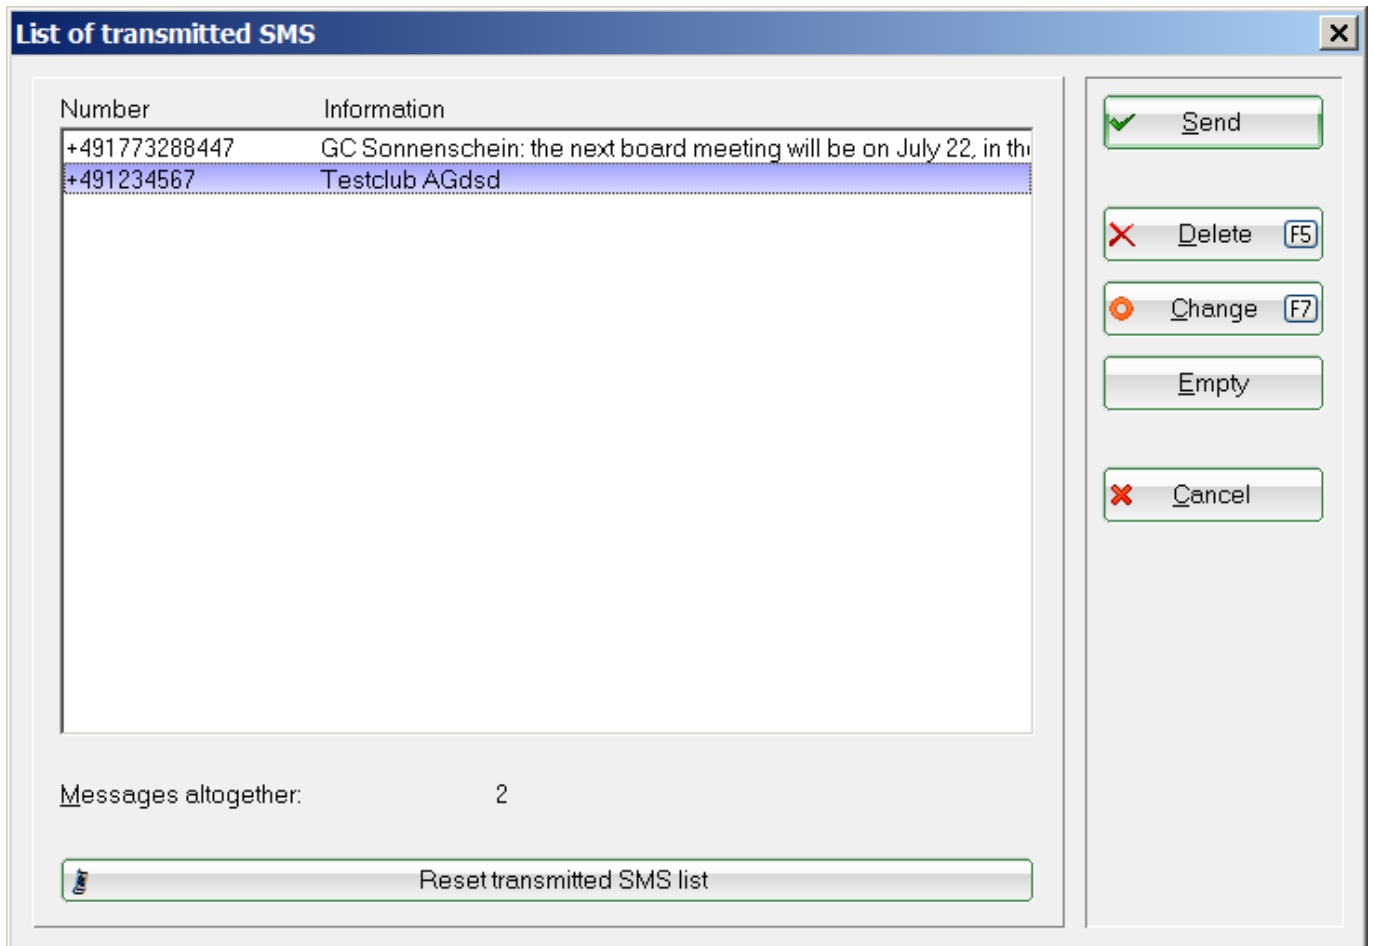 List of transmitted SMS
Number Information
+491773288447 GC Sonnenschein: the next board meeting will be on July 22, in
+491234567 Testclub AGdsd
Messages altogether: 2
Reset transmitted SMS list
Send
Delete F5
Change F7
Empty
Cancel